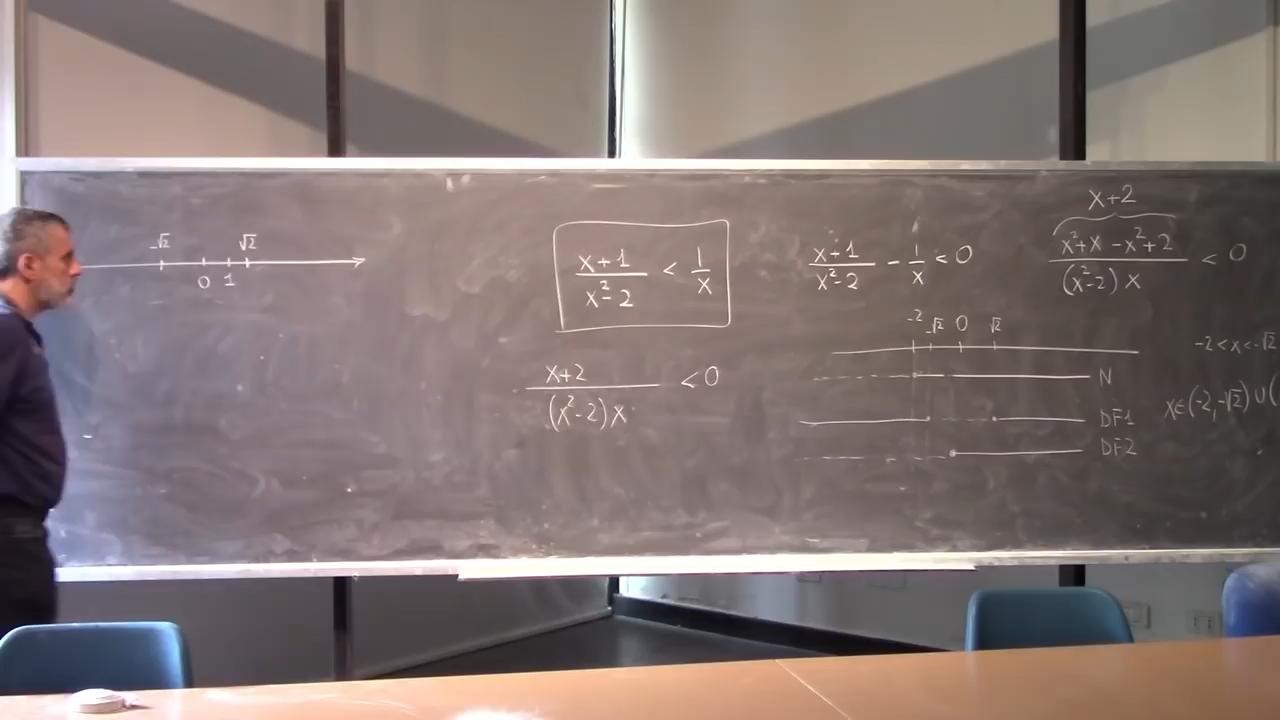 -√2 √2
0 1
(x+1)/(x²-2) < 1/x
(x+2)/((x²-2)x) < 0
(x+1)/(x²-2) - 1/x < 0
x+2
(x²+x-x²+2)/((x²-2)x) < 0
-2 -√2 0 √2
N
DF1
DF2
-2<x<-√2
x∈(-2,-√2)∪(